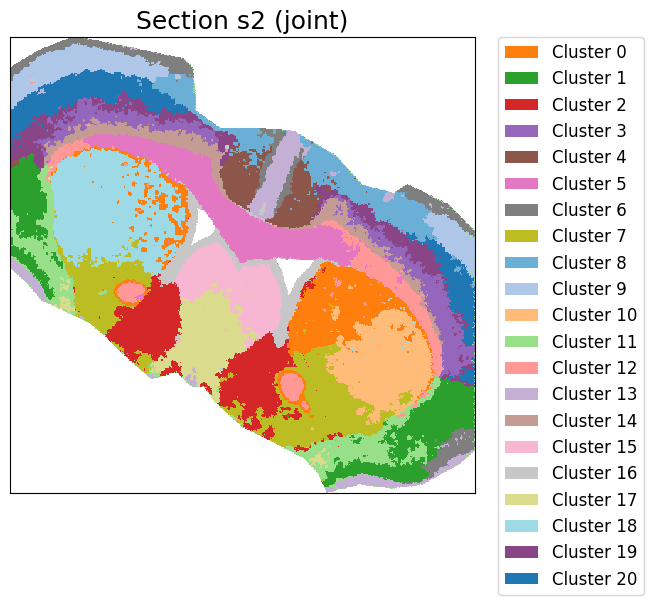 Section s2 (joint)
Cluster 0
Cluster 1
Cluster 2
Cluster 3
Cluster 4
Cluster 5
Cluster 6
Cluster 7
Cluster 8
Cluster 9
Cluster 10
Cluster 11
Cluster 12
Cluster 13
Cluster 14
Cluster 15
Cluster 16
Cluster 17
Cluster 18
Cluster 19
Cluster 20